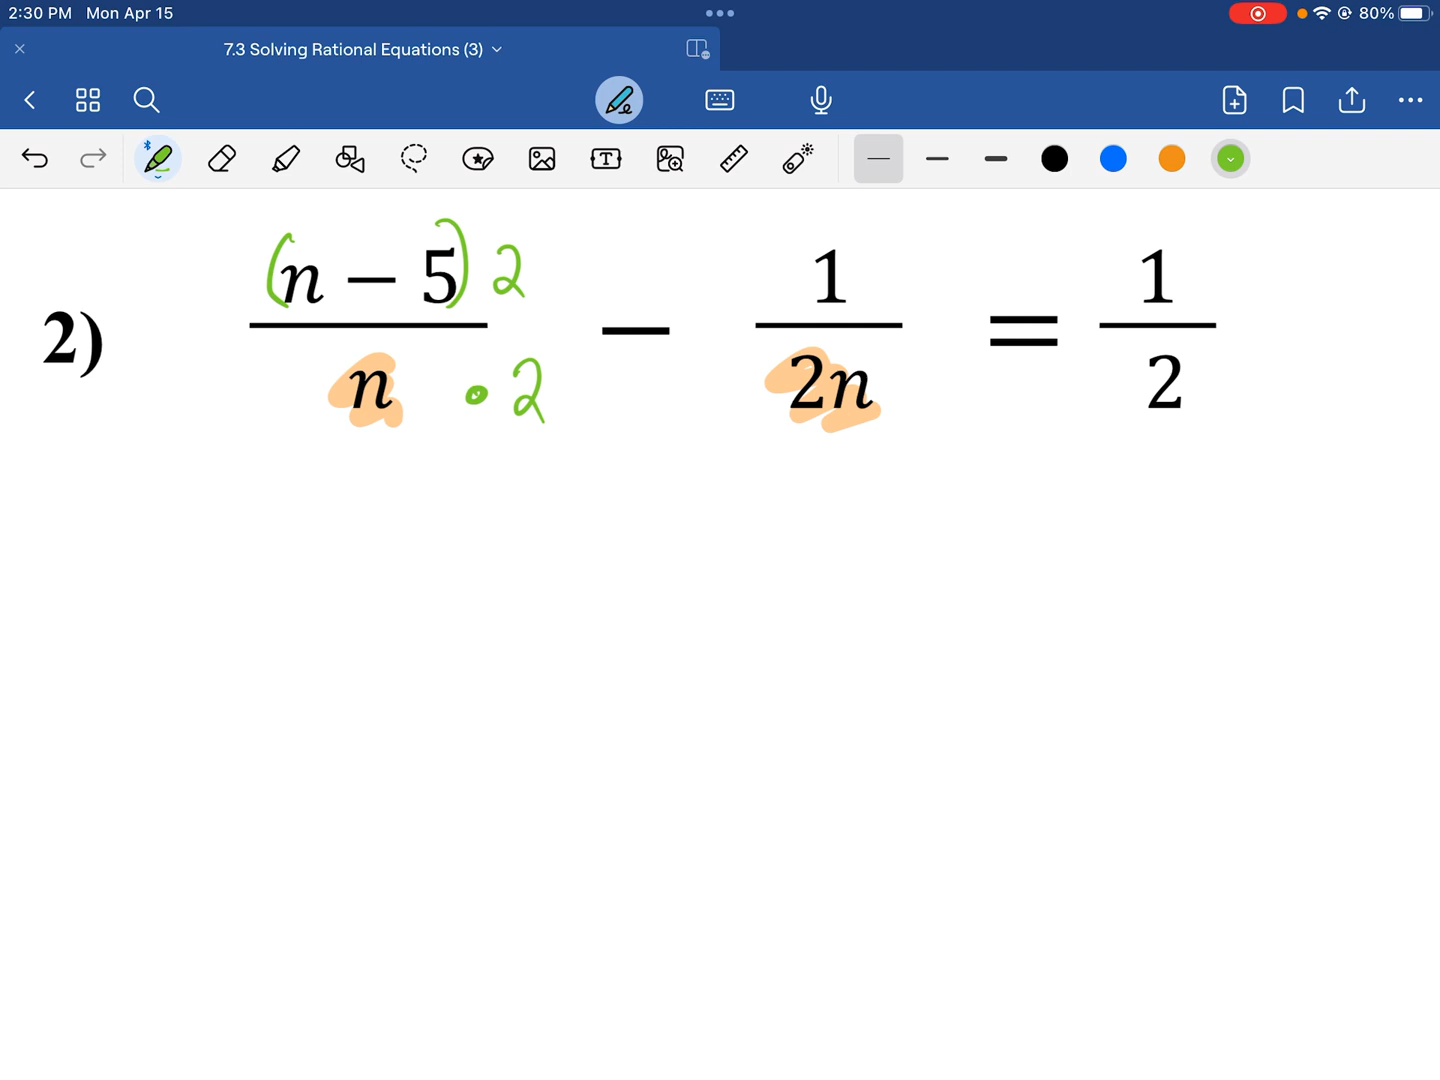 2:30 PM Mon Apr 15
80%
7.3 Solving Rational Equations (3)
2) (n − 5) 2 / n · 2 − 1 / 2n = 1 / 2